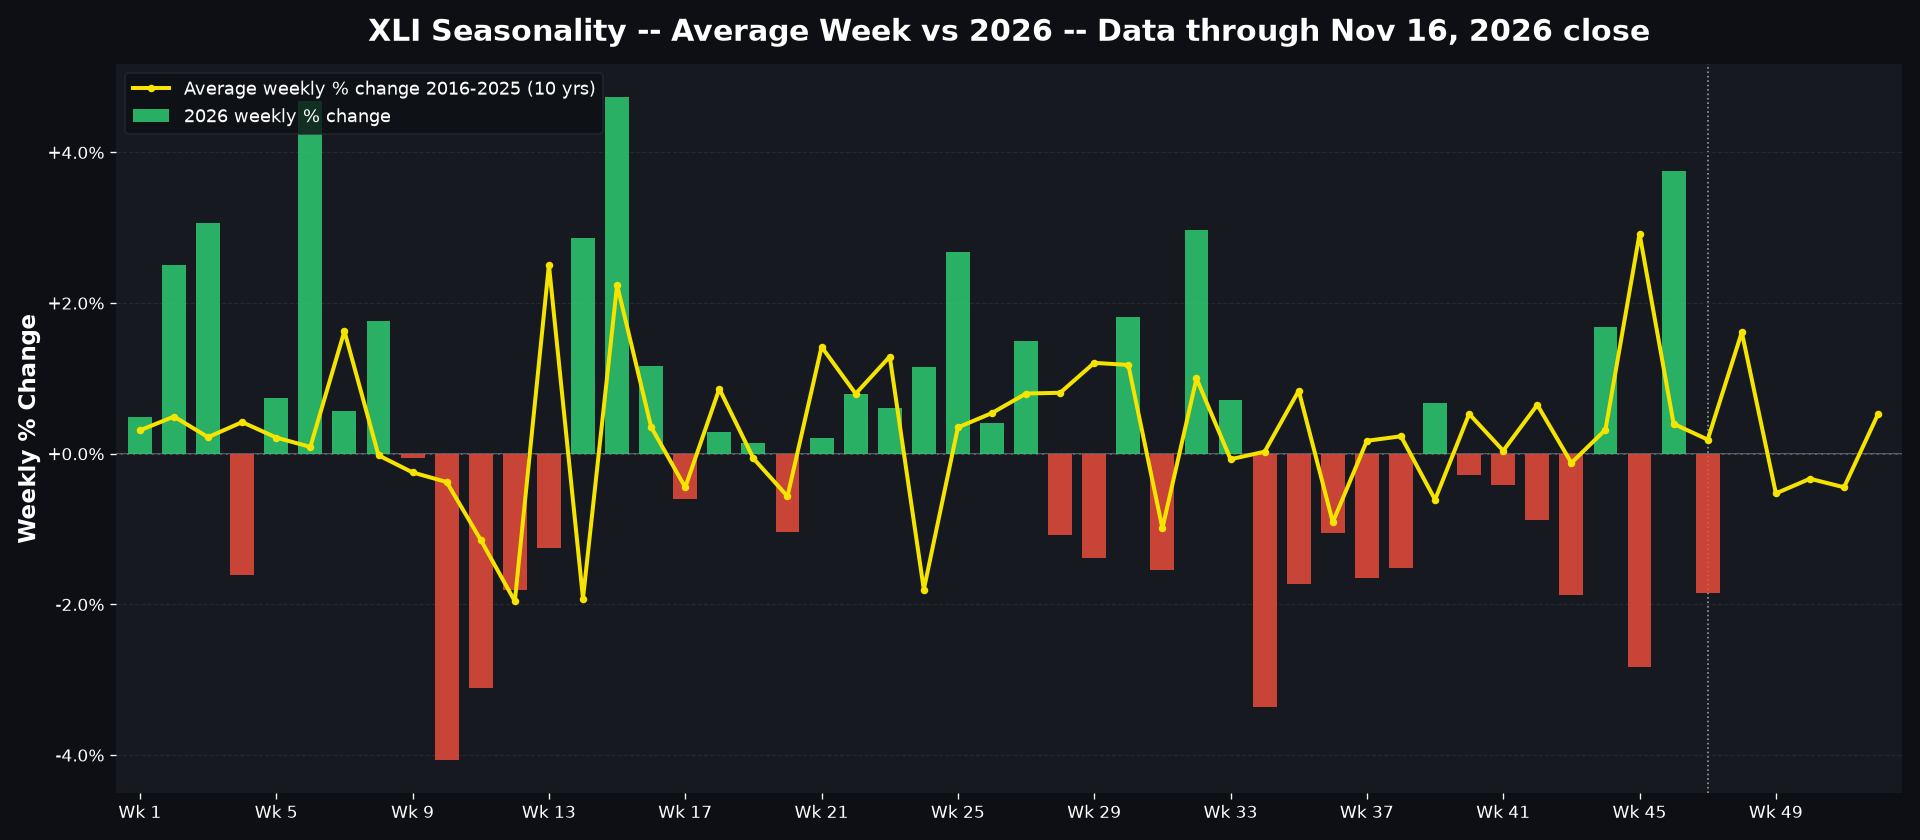 XLI Seasonality -- Average Week vs 2026 -- Data through Nov 16, 2026 close
Average weekly % change 2016-2025 (10 yrs)
2026 weekly % change
Weekly % Change
+4.0%
+2.0%
+0.0%
-2.0%
-4.0%
Wk 1 Wk 5 Wk 9 Wk 13 Wk 17 Wk 21 Wk 25 Wk 29 Wk 33 Wk 37 Wk 41 Wk 45 Wk 49